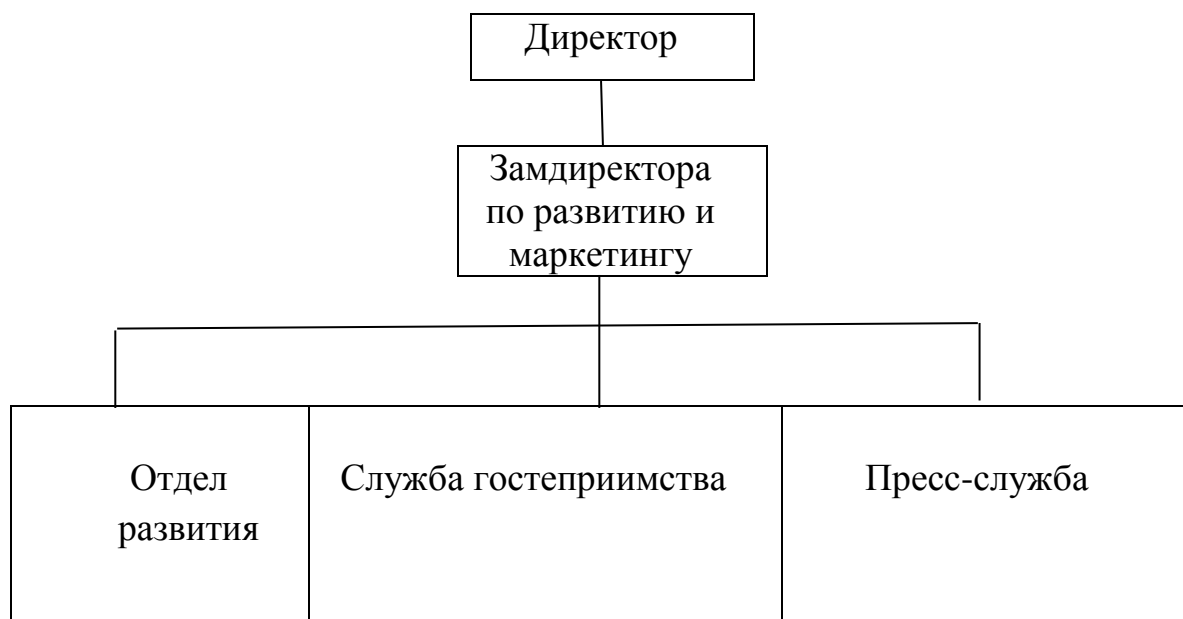 Директор
Замдиректора
по развитию и
маркетингу
Отдел
развития
Служба гостеприимства
Пресс-служба